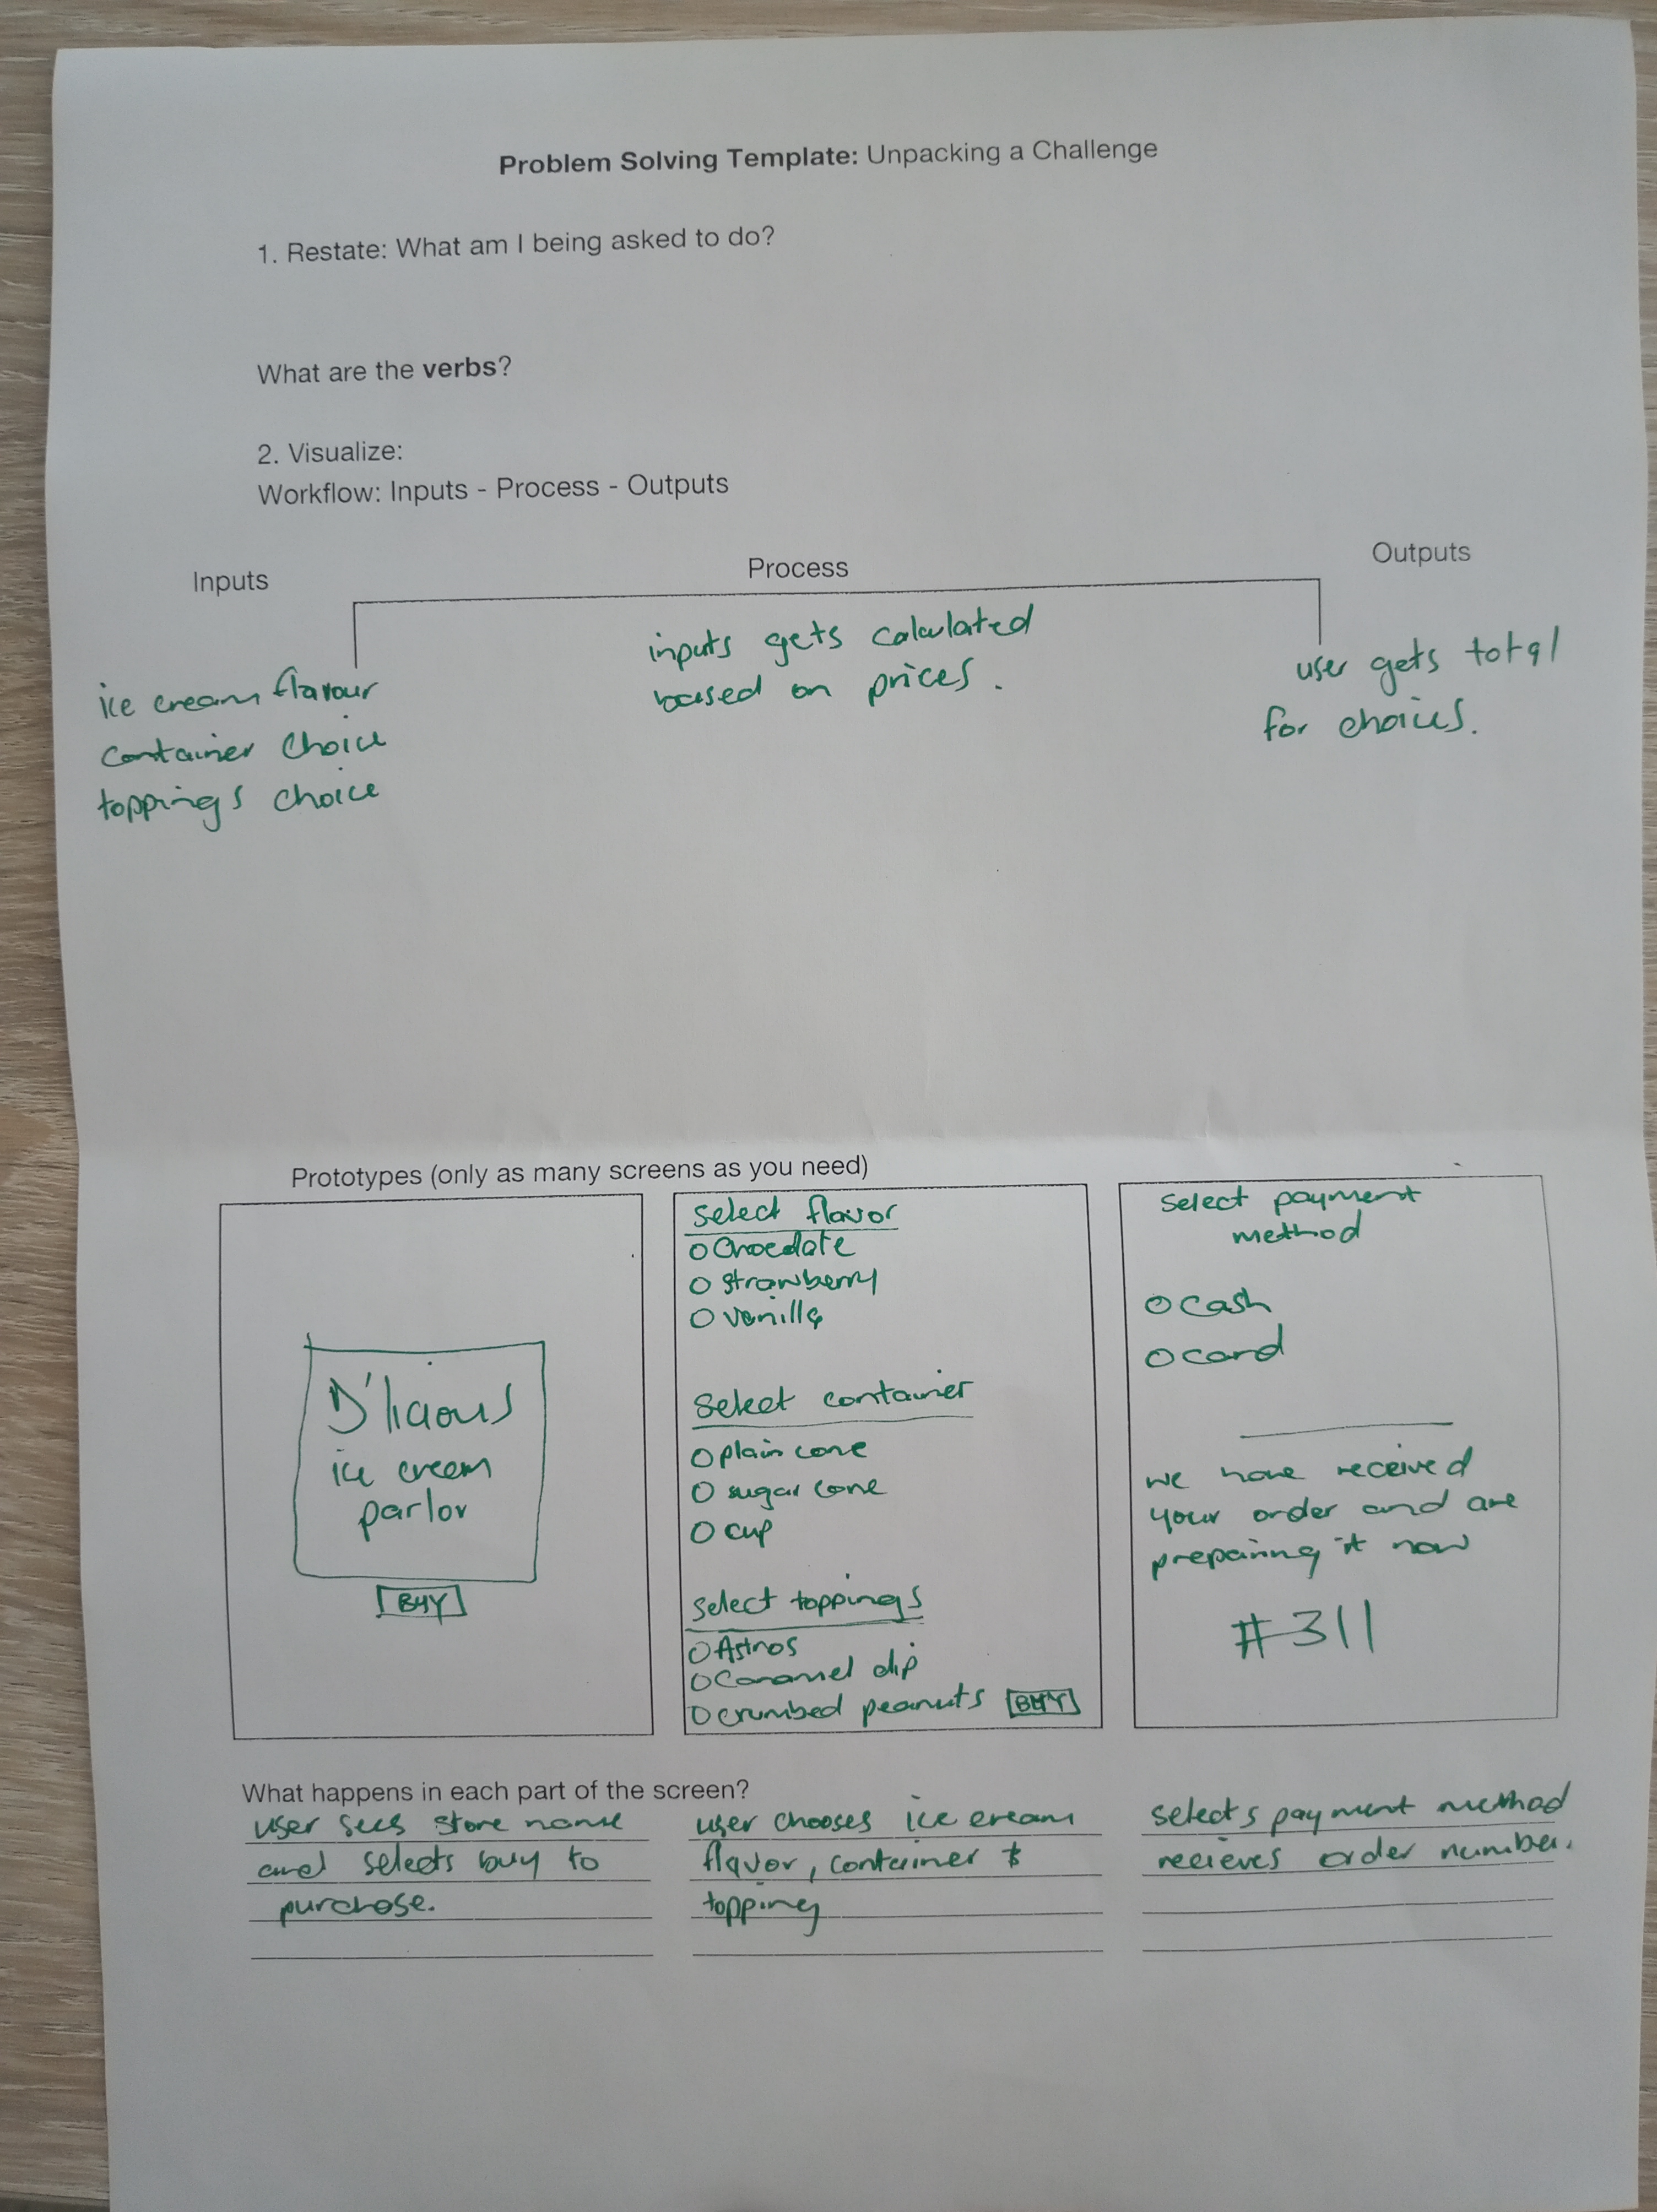 Problem Solving Template: Unpacking a Challenge
1. Restate: What am I being asked to do?
What are the verbs?
2. Visualize:
Workflow: Inputs - Process - Outputs
Inputs
Process
Outputs
ice cream flavour
container choice
toppings choice
inputs gets calculated
based on prices.
user gets total
for choices.
Prototypes (only as many screens as you need)
D'licious
ice cream
parlor
BUY
select flavor
Chocolate
strawberry
vanilla
Select container
plain cone
sugar cone
cup
select toppings
Astros
Caramel dip
crumbed peanuts BUY
select payment
method
cash
card
we have received
your order and are
preparing it now
#311
What happens in each part of the screen?
user sees store name
and selects buy to
purchase.
user chooses ice cream
flavor, container &
topping
selects payment method
recieves order number.